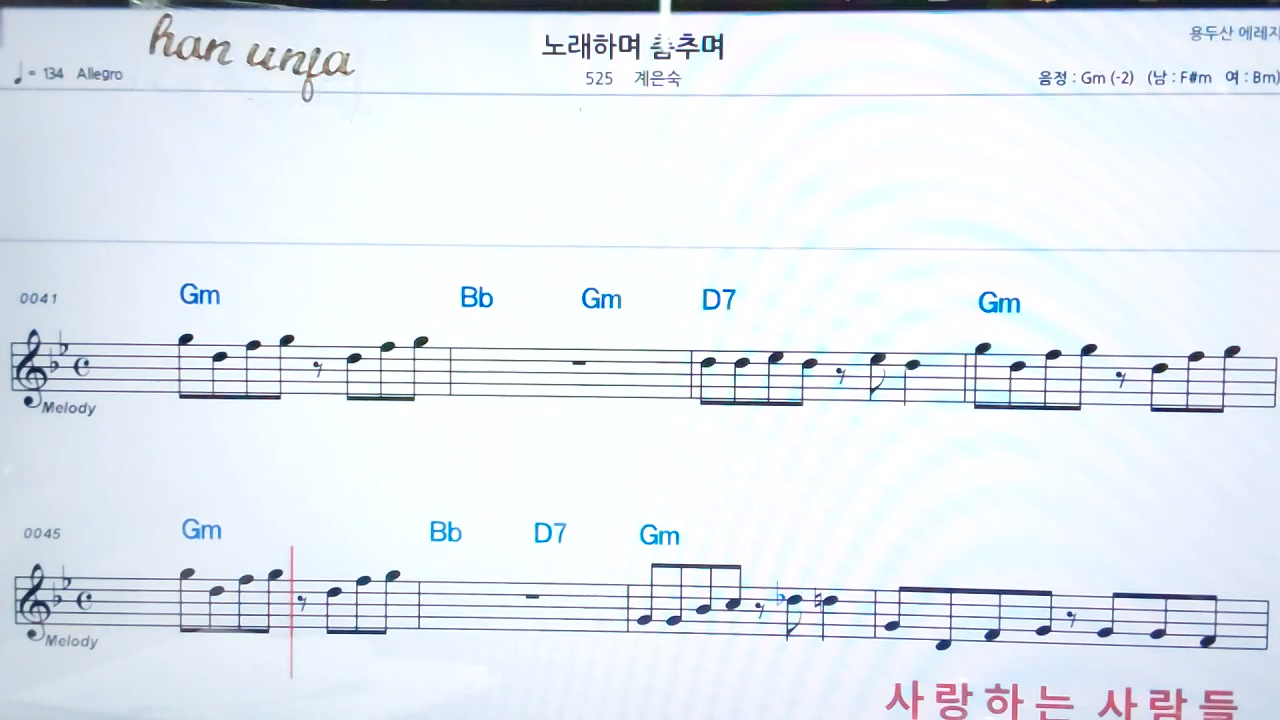 han unja
노래하며 춤추며
용두산 에레지
♩= 134 Allegro
525 계은숙
음정 : Gm (-2) (남 : F#m 여 : Bm)
0041 Gm Bb Gm D7 Gm
Melody
0045 Gm Bb D7 Gm
Melody
사랑하는 사람들